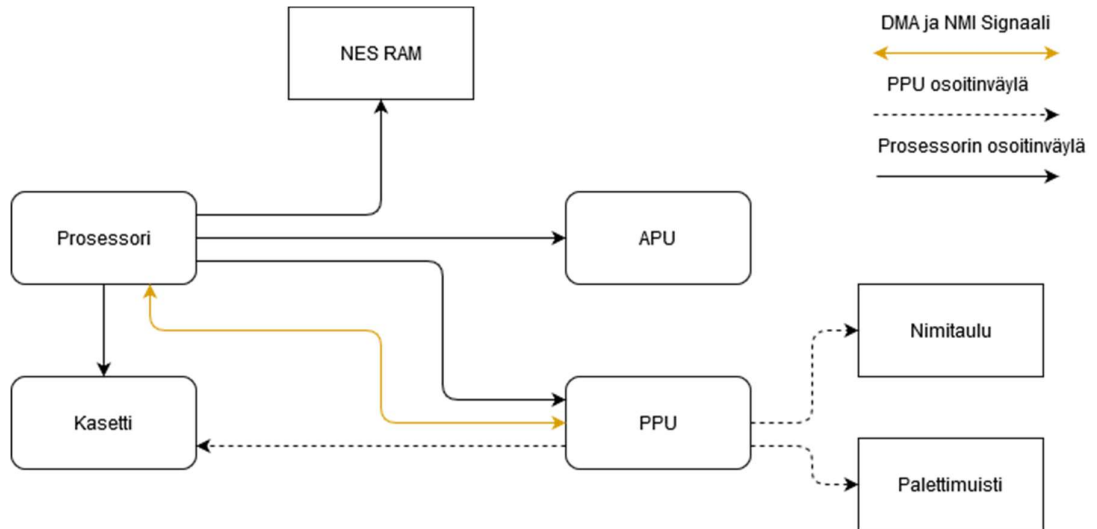 NES RAM
DMA ja NMI Signaali
PPU osoitinväylä
Prosessorin osoitinväylä
Prosessori
APU
Nimitaulu
Kasetti
PPU
Palettimuisti